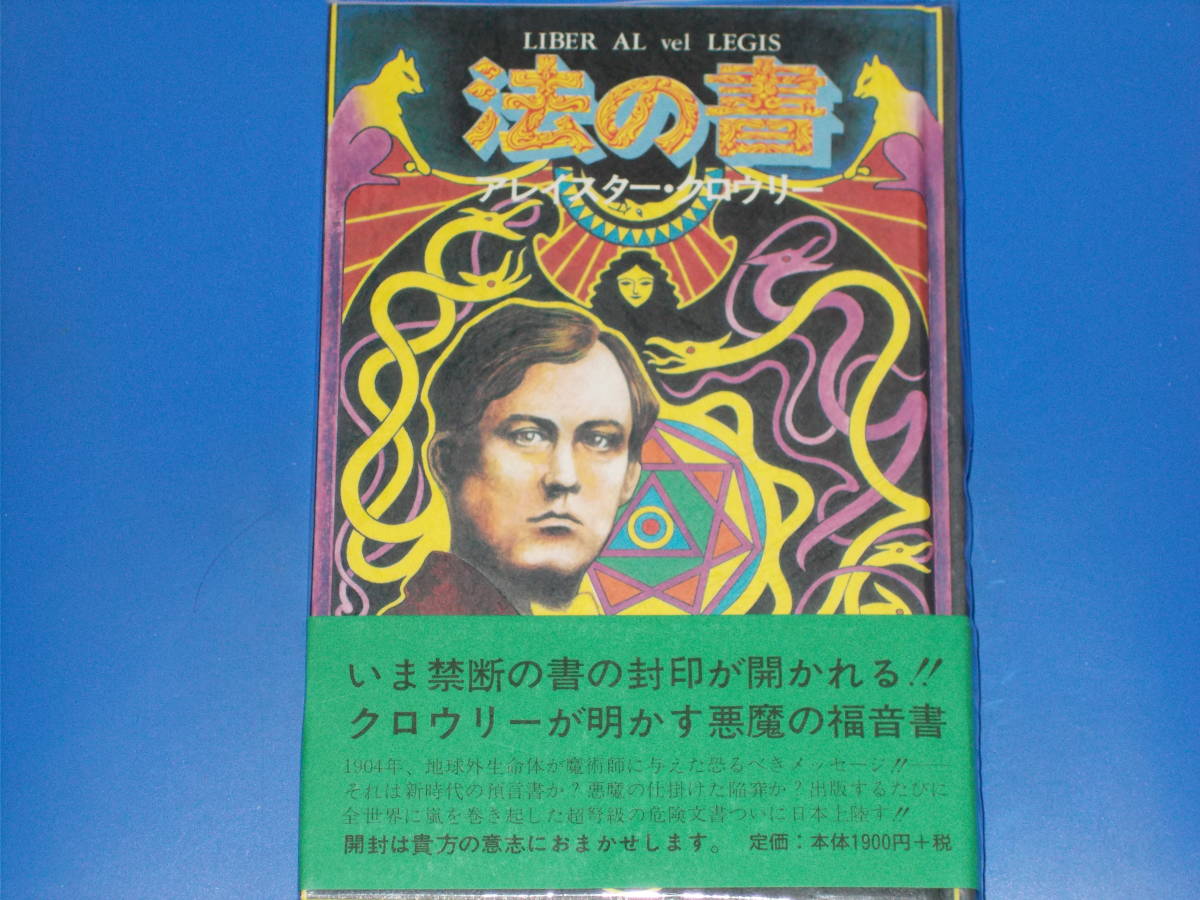 LIBER AL vel LEGIS
法の書
アレイスター・クロウリー
いま禁断の書の封印が開かれる!!
クロウリーが明かす悪魔の福音書
1904年、地球外生命体が魔術師に与えた恐るべきメッセージ!!——
それは新時代の預言書か?悪魔の仕掛けた陥穽か?出版するたびに
全世界に嵐を巻き起した超弩級の危険文書ついに日本上陸す!!
開封は貴方の意志におまかせします。 定価:本体1900円+税